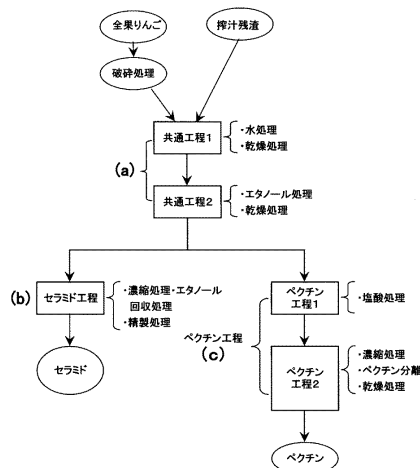 全果りんご
搾汁残渣
破砕処理
共通工程1
・水処理
・乾燥処理
(a)
共通工程2
・エタノール処理
・乾燥処理
(b)
セラミド工程
・濃縮処理・エタノール
回収処理
・精製処理
ペクチン
工程1
・塩酸処理
ペクチン工程
(c)
セラミド
ペクチン
工程2
・濃縮処理
・ペクチン分離
・乾燥処理
ペクチン